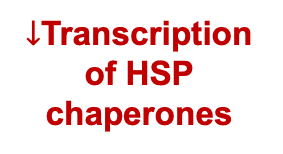 ↓Transcription
of HSP
chaperones